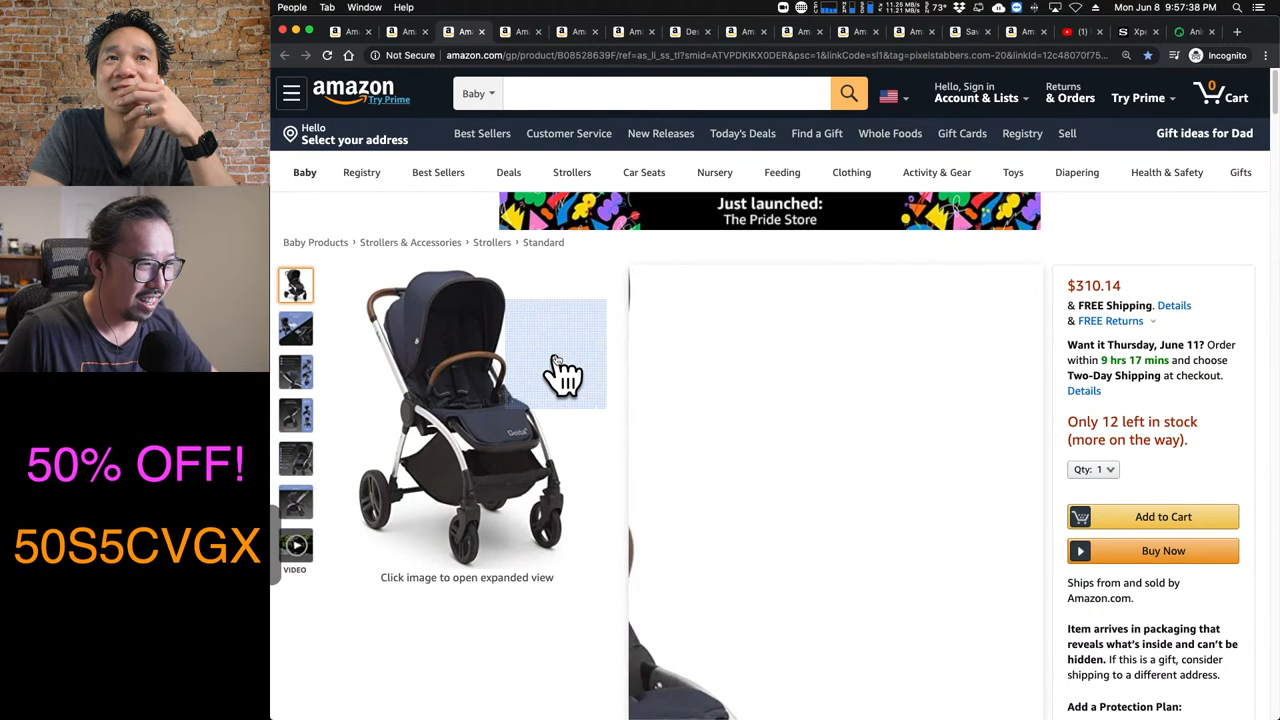 People Tab Window Help
Mon Jun 8 5:57:38 PM
Not Secure amazon.com/gp/product/B08528639F/ref=as_li_ss_tl?smid=ATVPDKIKX0DER&psc=1&linkCode=sl1&tag=pixelstabbers.com-20&linkId=12c48070f75...
Incognito
amazon
Try Prime
Baby
Hello, Sign in
Account & Lists
Returns
& Orders
Try Prime
0
Cart
Hello
Select your address
Best Sellers Customer Service New Releases Today's Deals Find a Gift Whole Foods Gift Cards Registry Sell
Gift ideas for Dad
Baby Registry Best Sellers Deals Strollers Car Seats Nursery Feeding Clothing Activity & Gear Toys Diapering Health & Safety Gifts
Just launched:
The Pride Store
Baby Products › Strollers & Accessories › Strollers › Standard
VIDEO
Click image to open expanded view
$310.14
& FREE Shipping. Details
& FREE Returns
Want it Thursday, June 11? Order
within 9 hrs 17 mins and choose
Two-Day Shipping at checkout.
Details
Only 12 left in stock
(more on the way).
Qty: 1
Add to Cart
Buy Now
Ships from and sold by
Amazon.com.
Item arrives in packaging that
reveals what's inside and can't be
hidden. If this is a gift, consider
shipping to a different address.
Add a Protection Plan:
50% OFF!
50S5CVGX